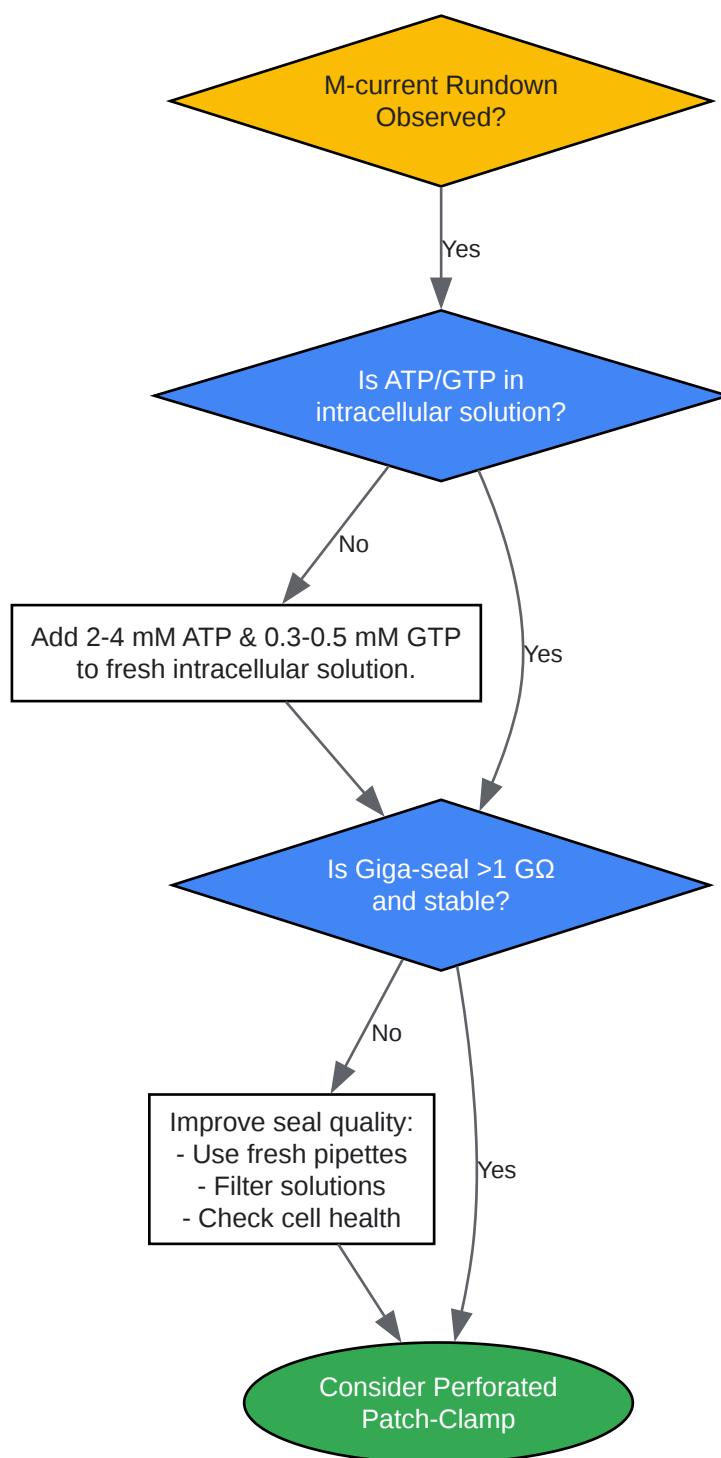 M-current Rundown
Observed?
Yes
Is ATP/GTP in
intracellular solution?
No
Add 2-4 mM ATP & 0.3-0.5 mM GTP
to fresh intracellular solution.
Yes
Is Giga-seal >1 GΩ
and stable?
No
Improve seal quality:
- Use fresh pipettes
- Filter solutions
- Check cell health
Yes
Consider Perforated
Patch-Clamp